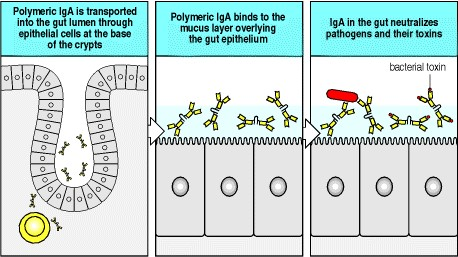 Polymeric IgA is transported
into the gut lumen through
epithelial cells at the base
of the crypts
Polymeric IgA binds to the
mucus layer overlying
the gut epithelium
IgA in the gut neutralizes
pathogens and their toxins
bacterial toxin